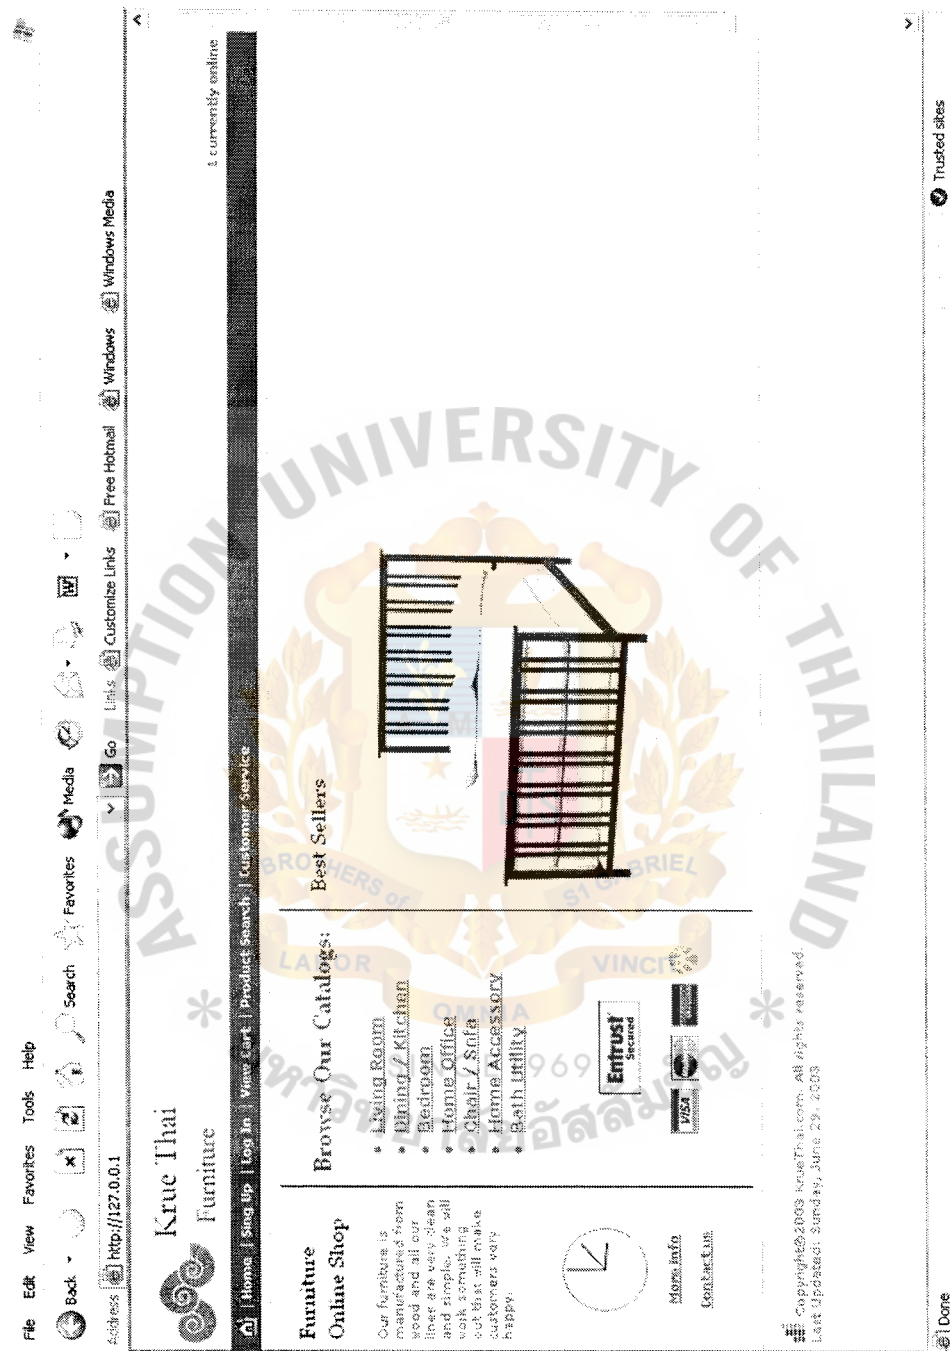 File Edit View Favorites Tools Help
Back Search Favorites Media
Address http://127.0.0.1 Go Links Customize Links Free Hotmail Windows Windows Media
Krue Thai
Furniture
1 currently online
| Home | Sing Up | Log In | View Cart | Product Search | Customer Service
Furniture
Online Shop
Our furniture is
manufactured from
wood and all our
lines are very clean
and simple. We will
work something
out that will make
customers very
happy.
More info
Contact us
Browse Our Catalogs:
• Living Room
• Dining / Kitchen
• Bedroom
• Home Office
• Chair / Sofa
• Home Accessory
• Bath Utility
Entrust
Secured
VISA
Best Sellers
Copyright©2003 KrueThai.com. All rights reserved.
Last Updated: Sunday, June 29, 2003
Done
Trusted sites
ASSUMPTION UNIVERSITY OF THAILAND
BROTHERS of
ST GABRIEL
LABOR
VINCIT
OMNIA
969